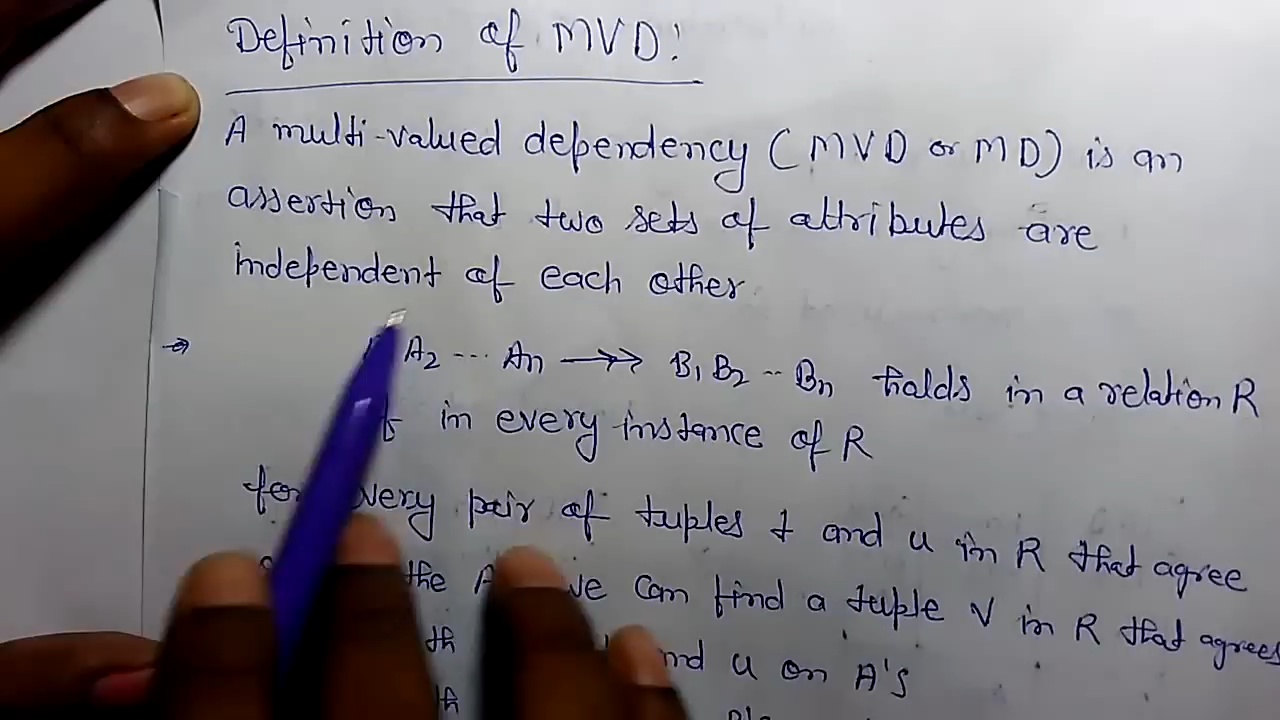 Definition of MVD:
A multi-valued dependency (MVD or MD) is an
assertion that two sets of attributes are
independent of each other
→ A2 ... An →→ B1 B2 .. Bn holds in a relation R
in every instance of R
every pair of tuples t and u in R that agree
the we can find a tuple V in R that agrees
and u on A's